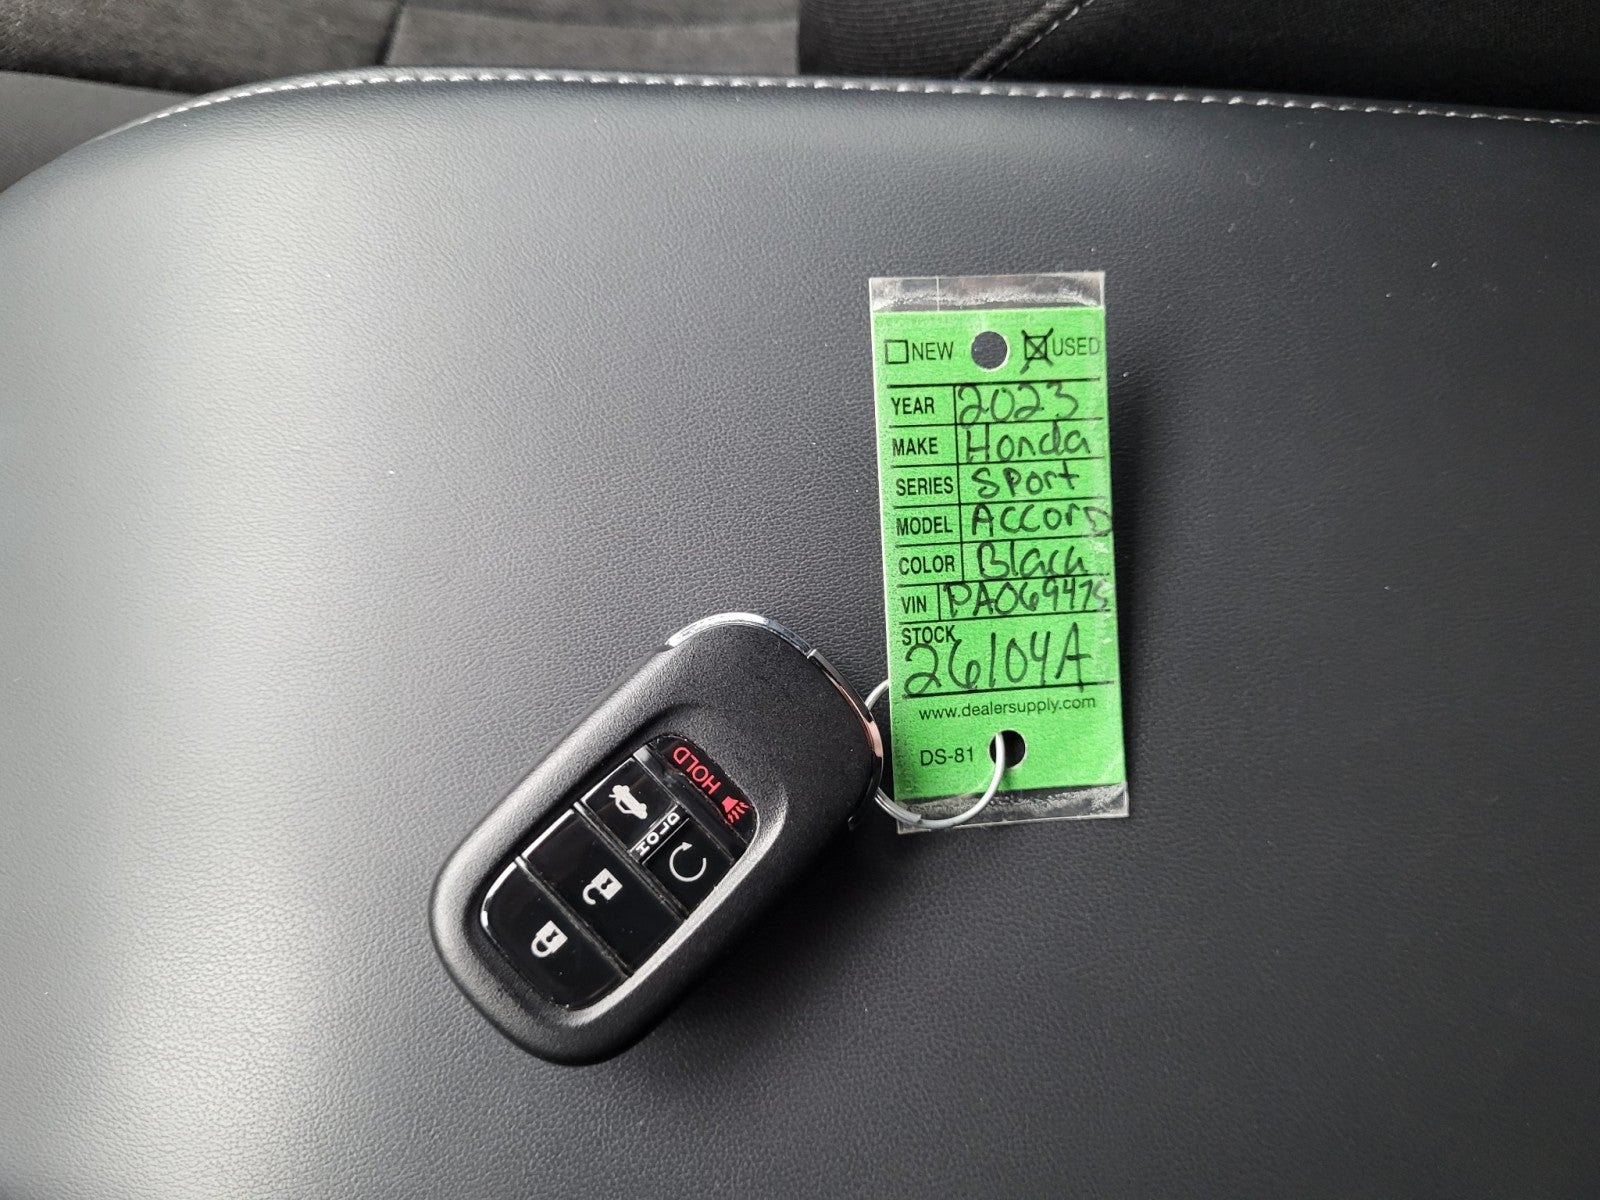 NEW USED
YEAR 2023
MAKE Honda
SERIES Sport
MODEL ACCORD
COLOR Black
VIN PA069475
STOCK
26104A
www.dealersupply.com
DS-81
HOLD
HOLD